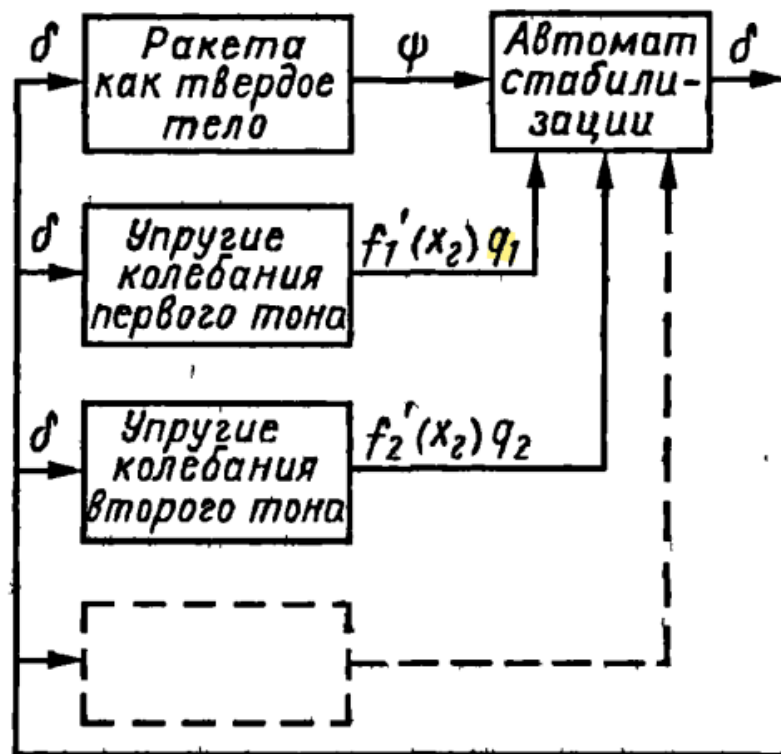 δ
Ракета
как твердое
тело
ψ
Автомат
стабили-
зации
δ
δ
Упругие
колебания
первого тона
f₁'(x₂) q₁
δ
Упругие
колебания
второго тона
f₂'(x₂) q₂